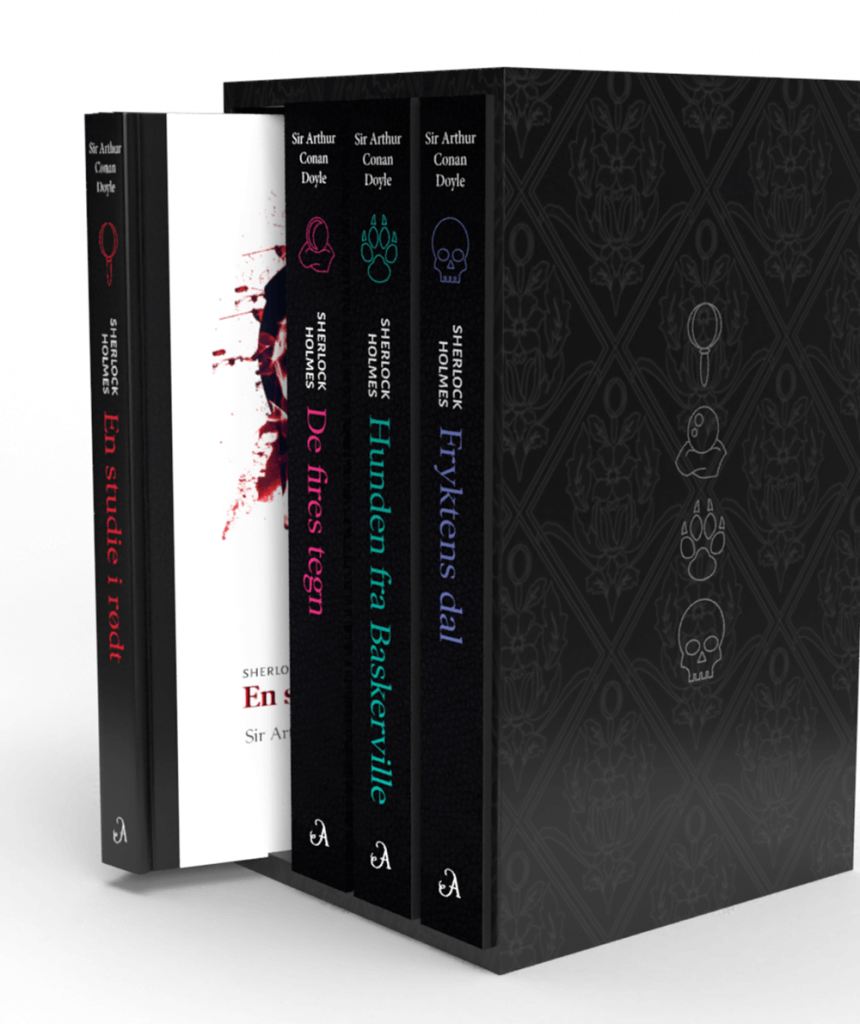 Sir Arthur
Conan
Doyle
SHERLOCK
HOLMES
En studie i rødt
A
SHERLO
En s
Sir Ar
Sir Arthur
Conan
Doyle
SHERLOCK
HOLMES
De fires tegn
A
Sir Arthur
Conan
Doyle
SHERLOCK
HOLMES
Hunden fra Baskerville
A
Sir Arthur
Conan
Doyle
SHERLOCK
HOLMES
Fryktens dal
A